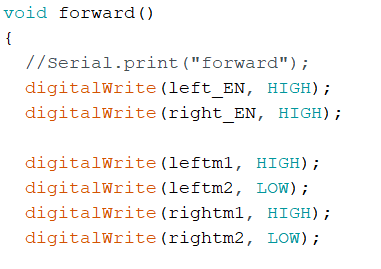 void forward()
{
  //Serial.print("forward");
  digitalWrite(left_EN, HIGH);
  digitalWrite(right_EN, HIGH);

  digitalWrite(leftm1, HIGH);
  digitalWrite(leftm2, LOW);
  digitalWrite(rightm1, HIGH);
  digitalWrite(rightm2, LOW);